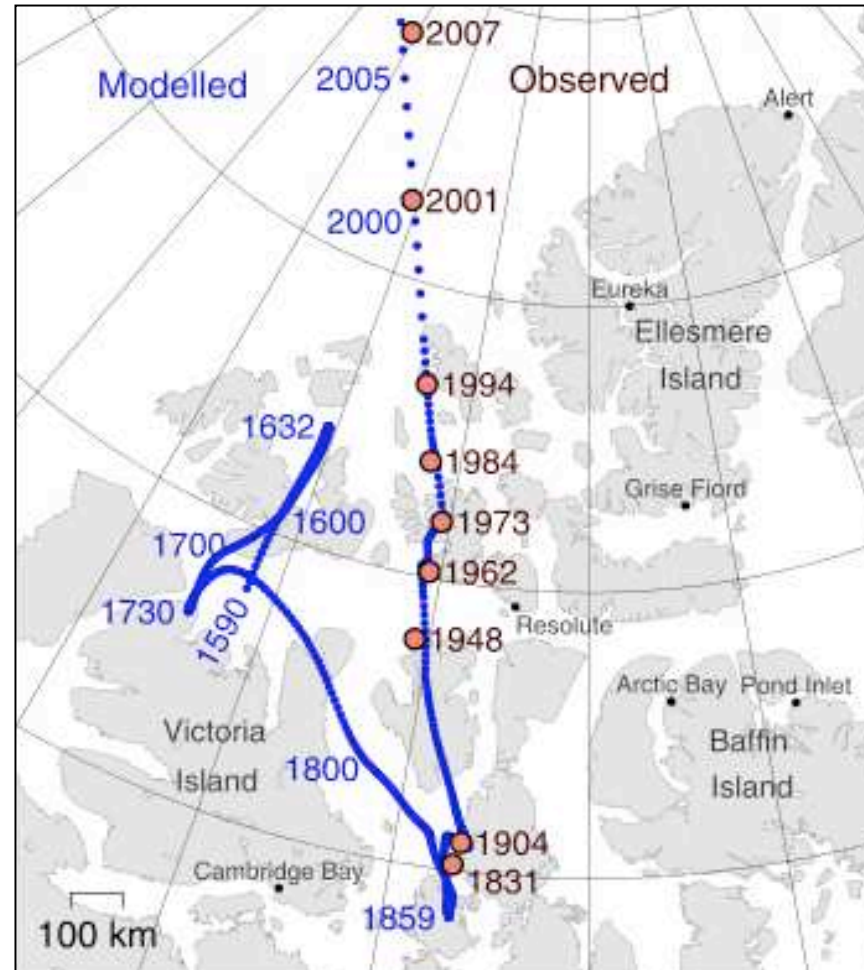 2007
Modelled
2005
Observed
Alert
2001
2000
Eureka
Ellesmere
Island
1994
1632
1984
Grise Fiord
1600
1973
1700
1962
1730
1590
Resolute
1948
Arctic Bay
Pond Inlet
Victoria
Island
Baffin
Island
1800
1904
Cambridge Bay
1831
1859
100 km